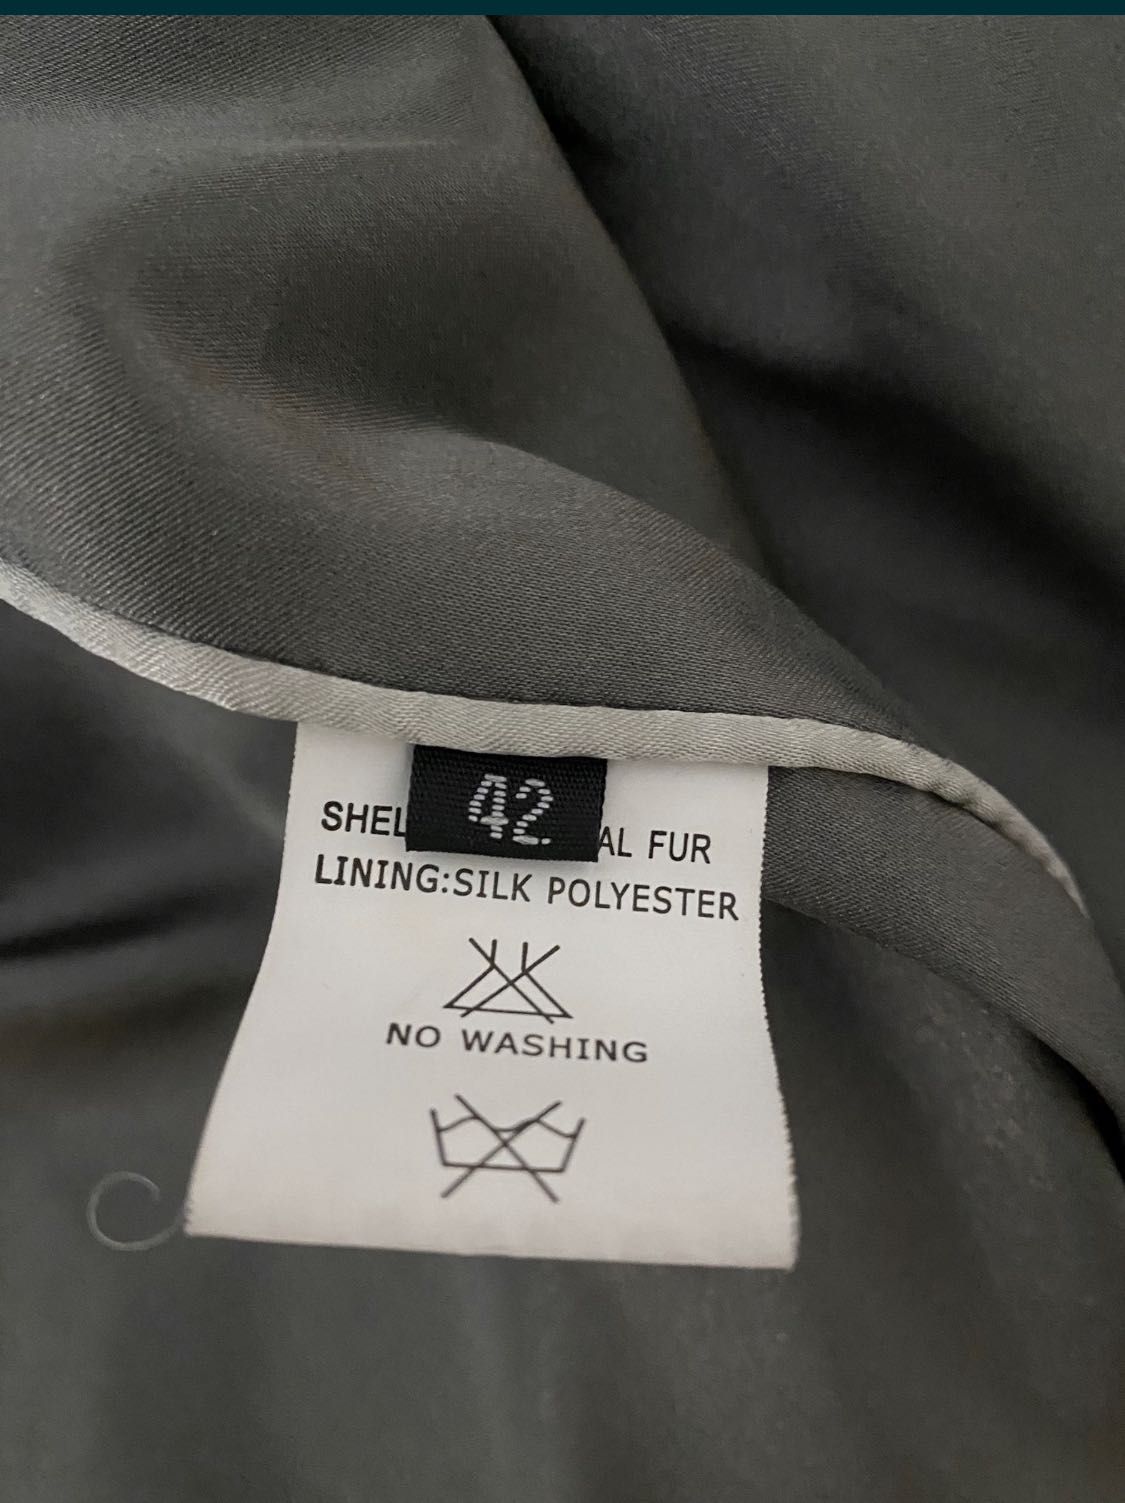 42
SHEL AL FUR
LINING:SILK POLYESTER
NO WASHING